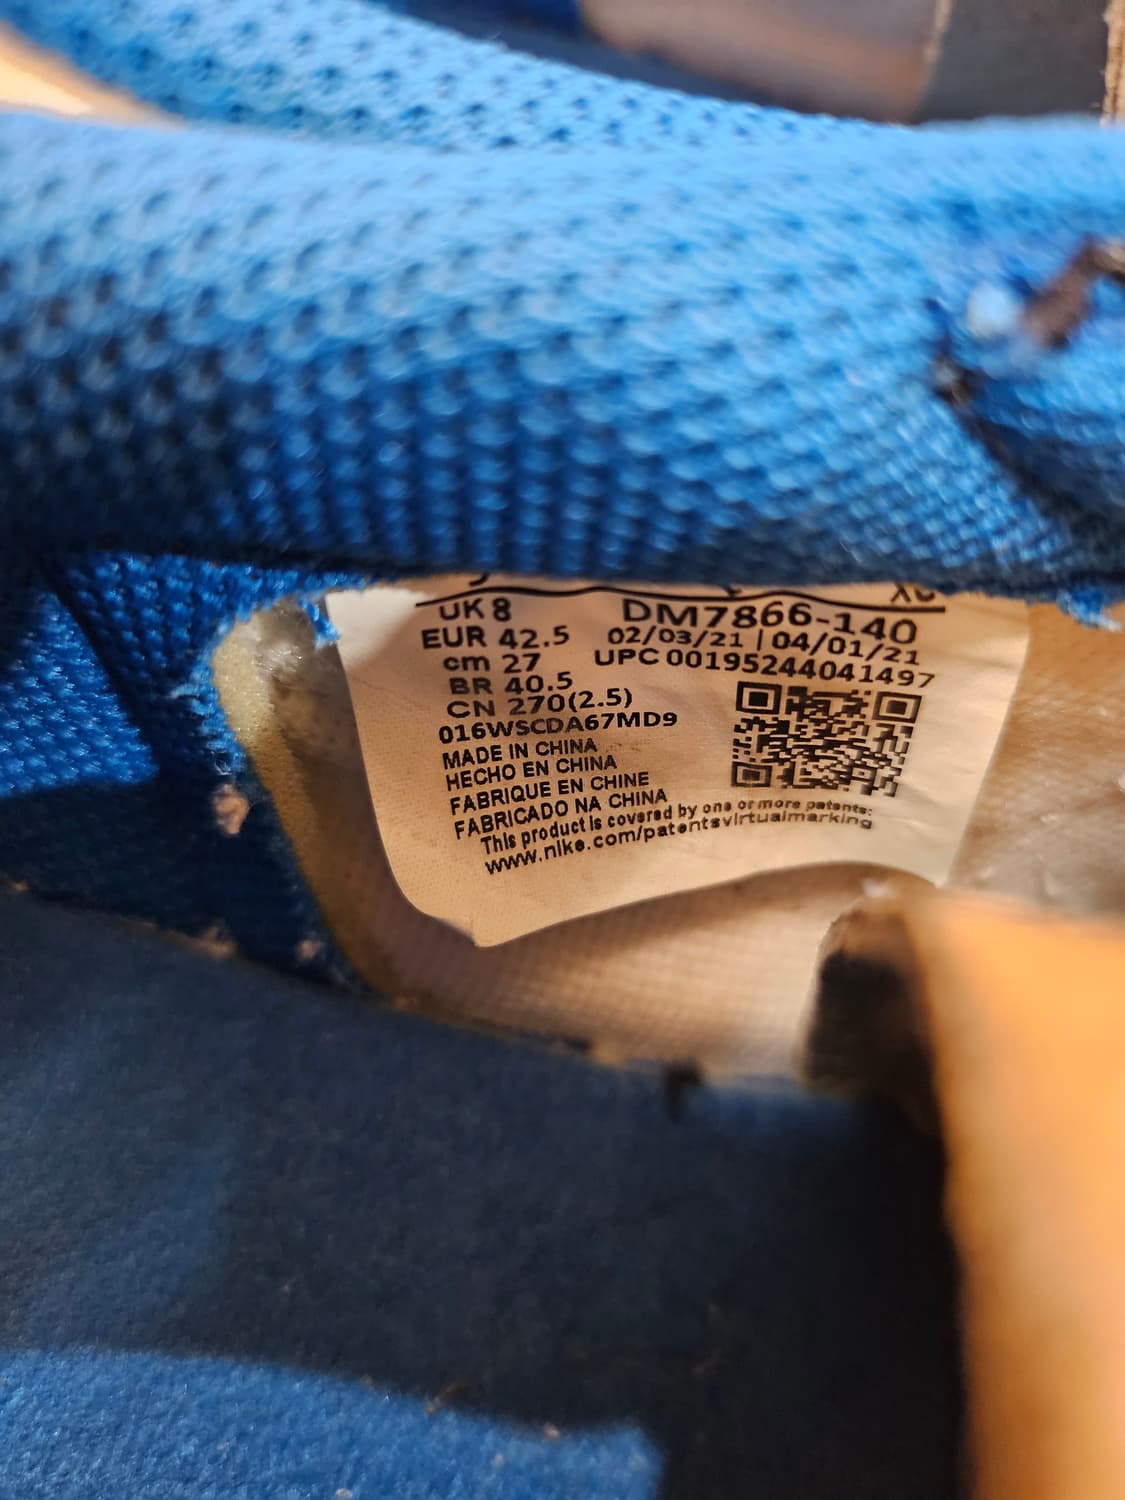 UK 8
DM7866-140
EUR 42.5
02/03/21 | 04/01/21
cm 27
UPC 00195244041497
BR 40.5
CN 270(2.5)
016WSCDA67MD9
MADE IN CHINA
HECHO EN CHINA
FABRIQUE EN CHINE
FABRICADO NA CHINA
This product is covered by one or more patents:
www.nike.com/patentsvirtualmarking